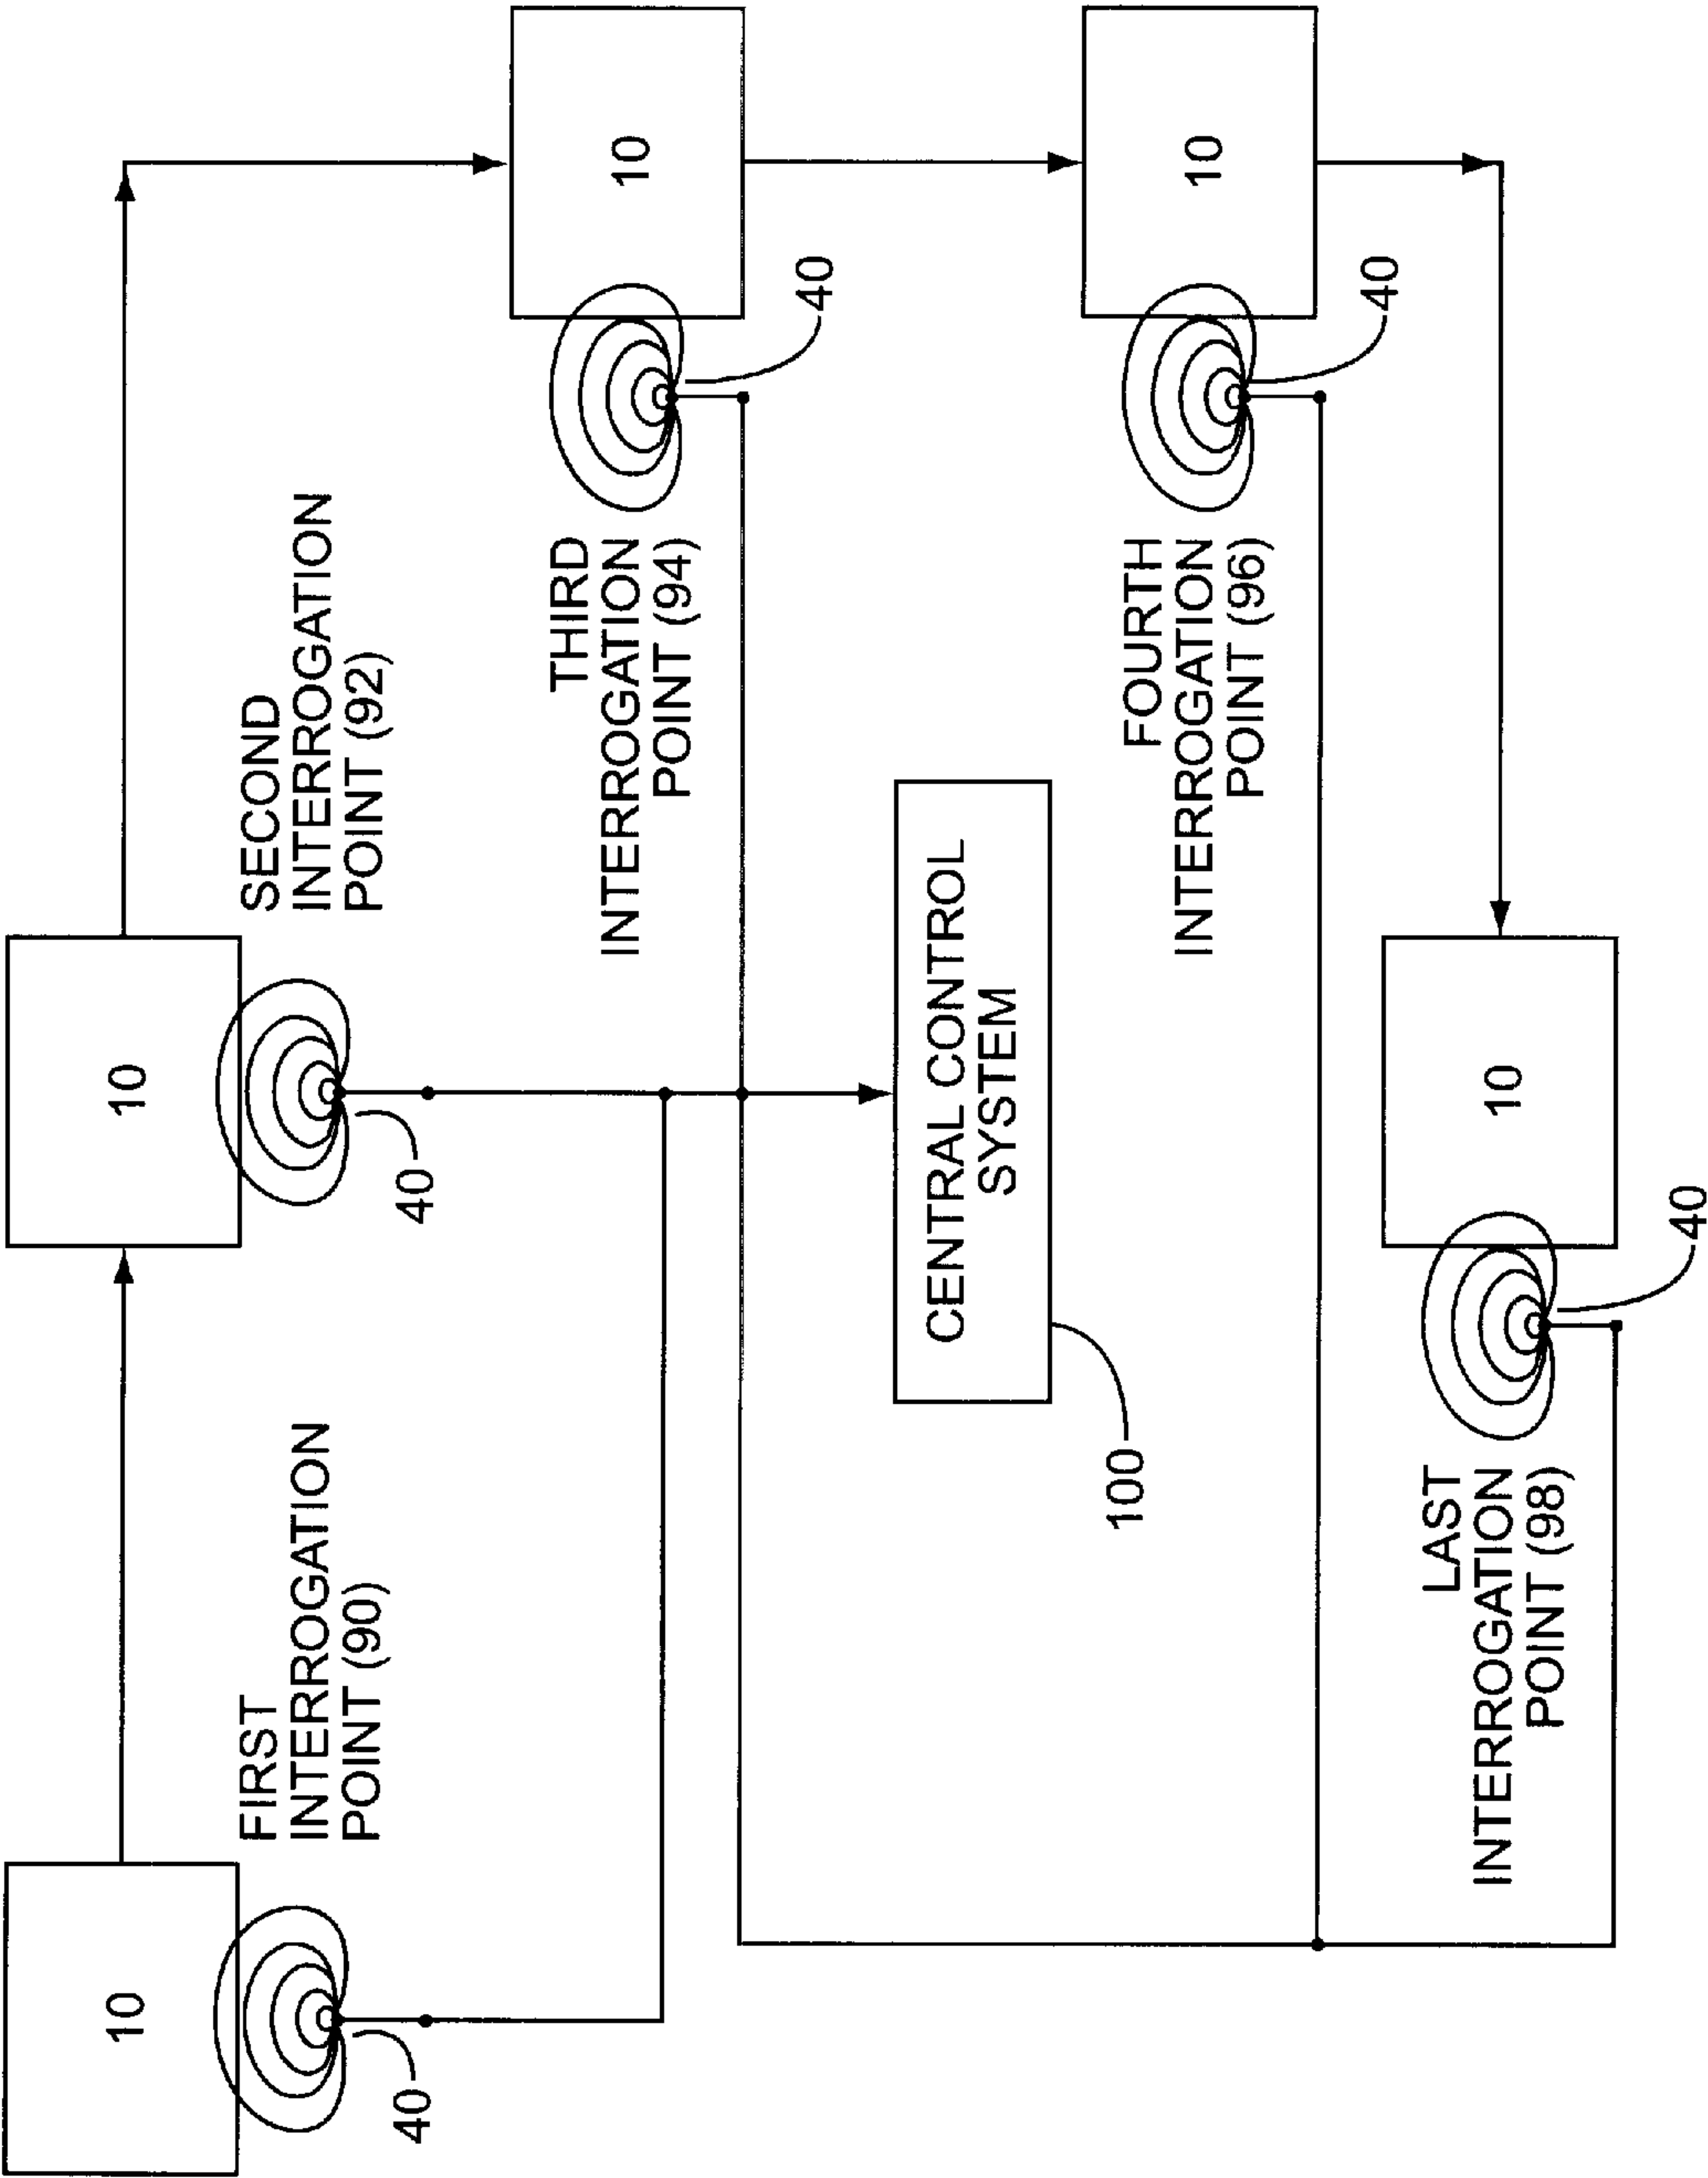 10
FIRST
INTERROGATION
POINT (90)
40
10
SECOND
INTERROGATION
POINT (92)
40
10
40
THIRD
INTERROGATION
POINT (94)
CENTRAL CONTROL
SYSTEM
100
10
40
FOURTH
INTERROGATION
POINT (96)
10
40
LAST
INTERROGATION
POINT (98)